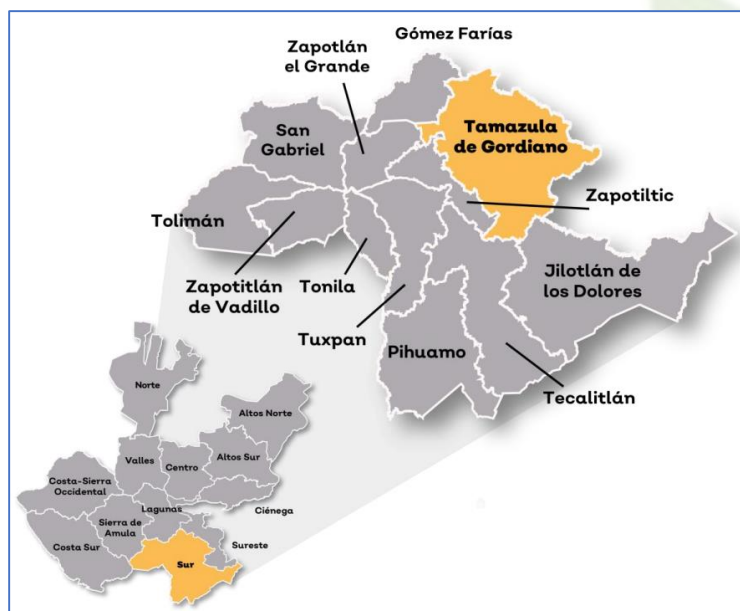 Gómez Farías
Zapotlán
el Grande
Tamazula
de Gordiano
San
Gabriel
Zapotiltic
Tolimán
Zapotitlán
de Vadillo
Tonila
Jilotlán de
los Dolores
Tuxpan
Pihuamo
Tecalitlán
Norte
Altos Norte
Valles
Centro
Altos Sur
Costa-Sierra
Occidental
Lagunas
Ciénega
Sierra de
Amula
Costa Sur
Sureste
Sur